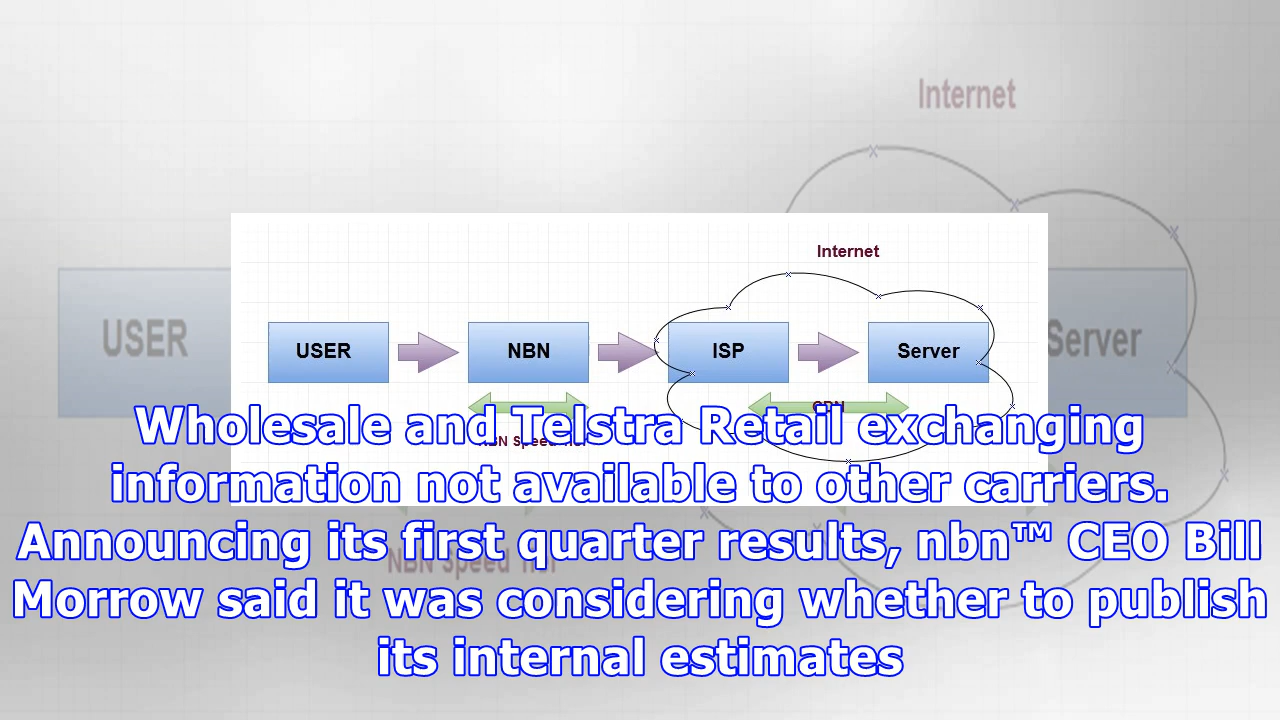 Internet
Internet
USER
NBN
ISP
Server
USER
Server
Wholesale and Telstra Retail exchanging
information not available to other carriers.
Announcing its first quarter results, nbn™ CEO Bill
Morrow said it was considering whether to publish
its internal estimates
NBN Speed